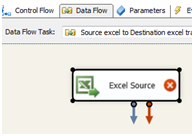 Control Flow Data Flow Parameters
Data Flow Task: Source excel to Destination excel tra
Excel Source